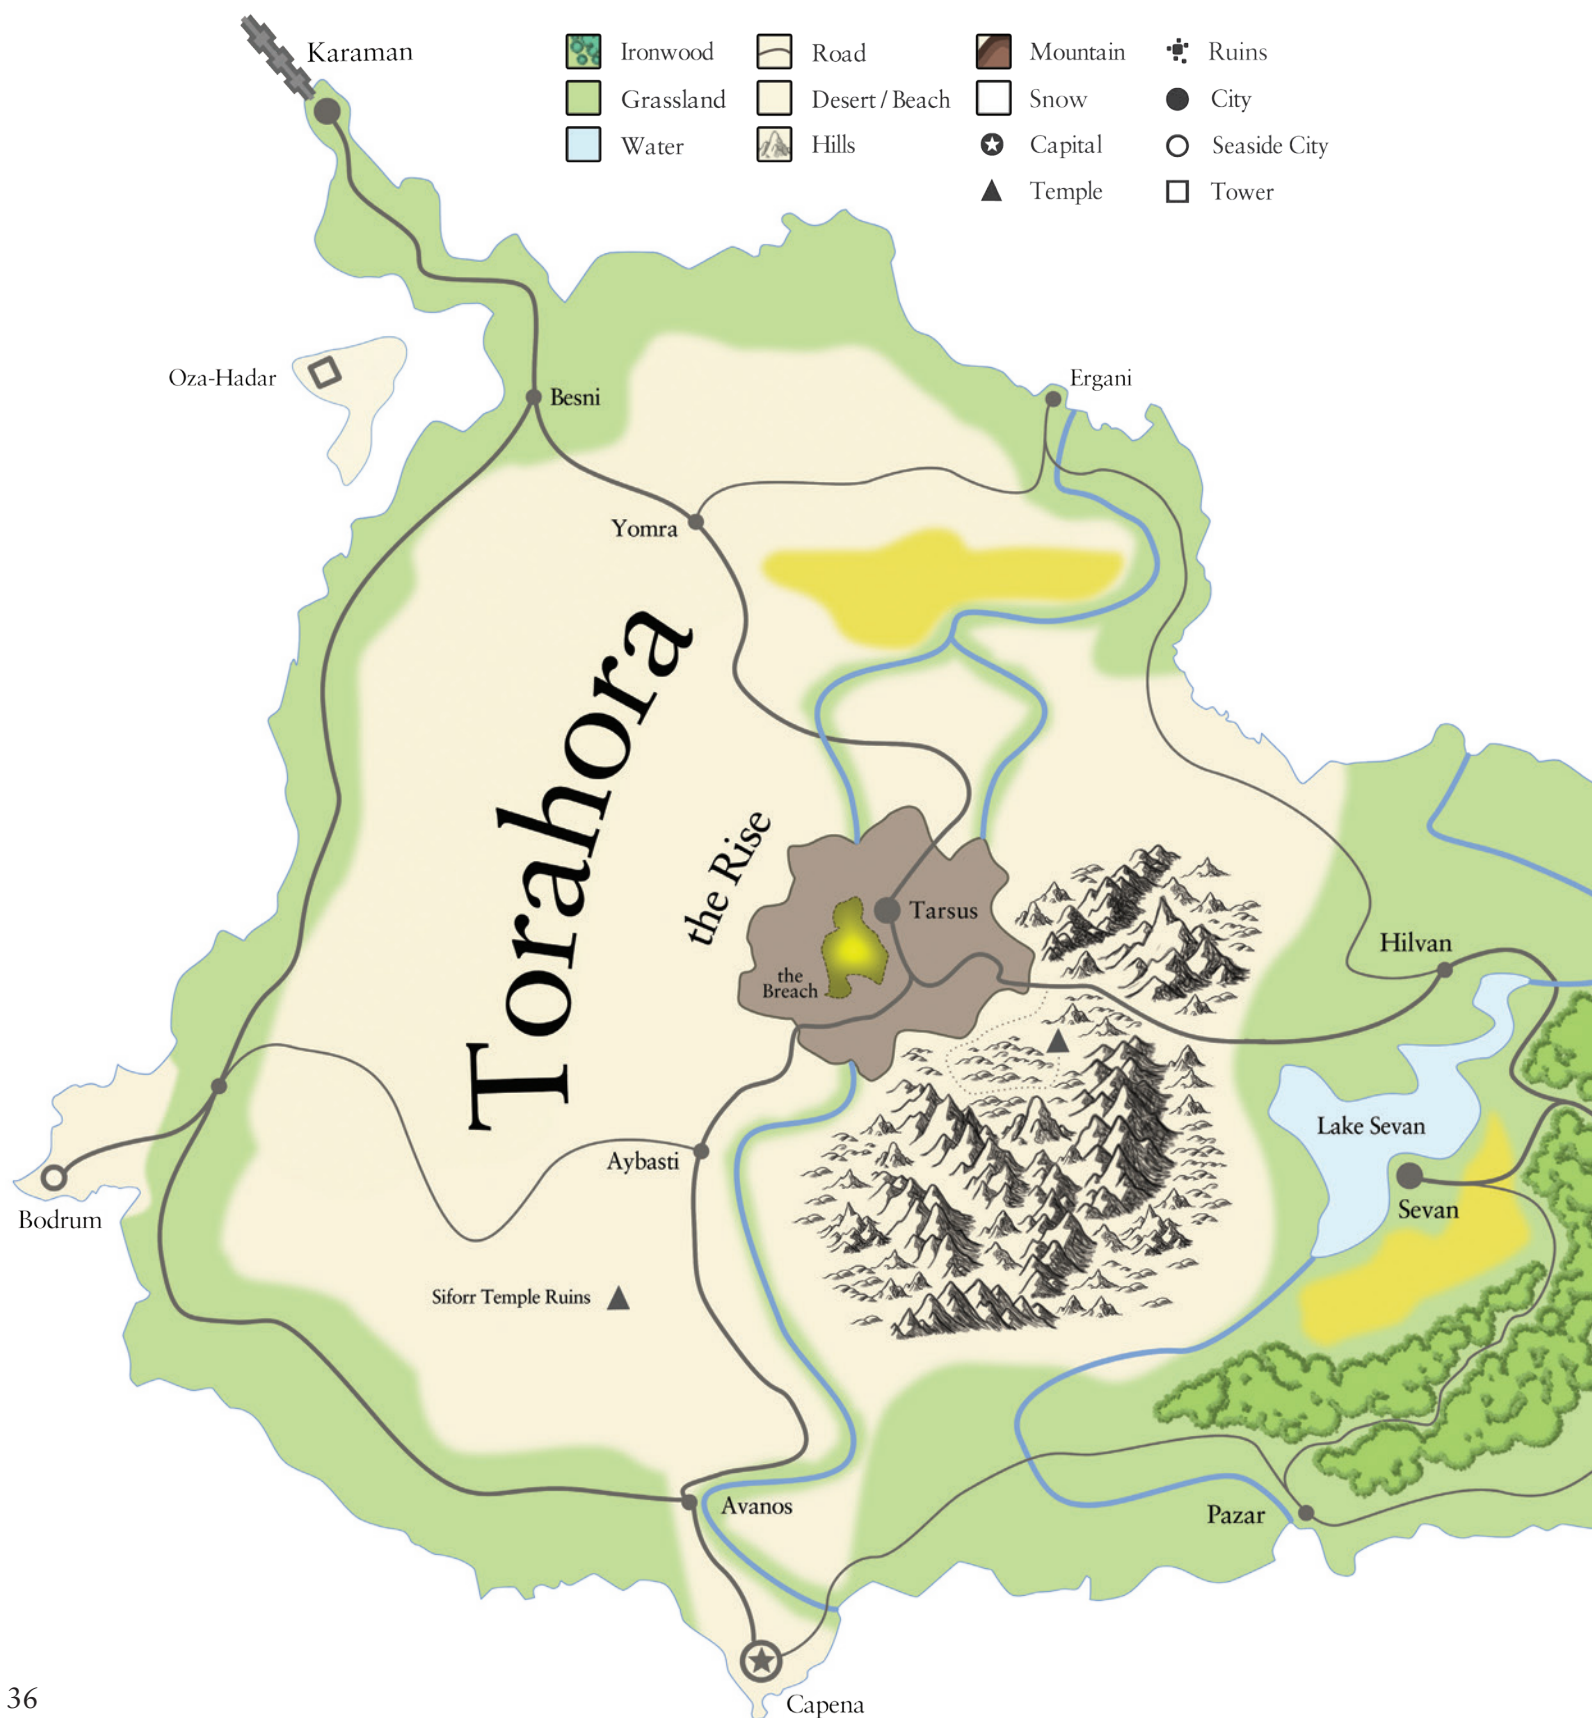 Karaman
Ironwood
Road
Mountain
Ruins
Grassland
Desert / Beach
Snow
City
Water
Hills
Capital
Seaside City
Temple
Tower
Oza-Hadar
Besni
Ergani
Yomra
Torahora
the Rise
Tarsus
the
Breach
Hilvan
Lake Sevan
Aybasti
Sevan
Bodrum
Siforr Temple Ruins
Avanos
Pazar
Capena
36